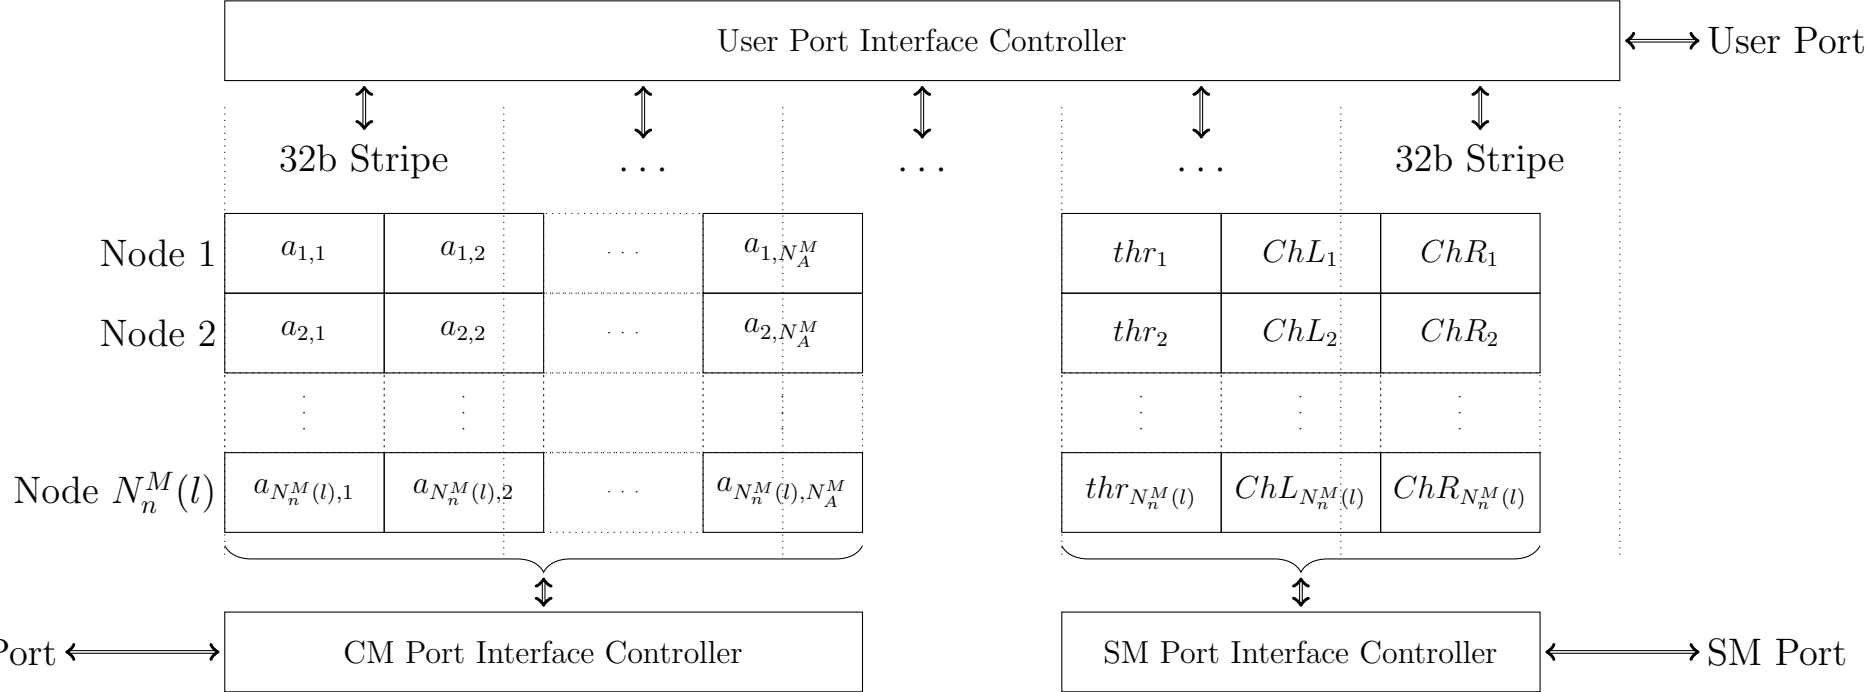 User Port Interface Controller
User Port
32b Stripe ... ... ... 32b Stripe
Node 1 a_{1,1} a_{1,2} ... a_{1,N_A^M} thr_1 ChL_1 ChR_1
Node 2 a_{2,1} a_{2,2} ... a_{2,N_A^M} thr_2 ChL_2 ChR_2
Node N_n^M(l) a_{N_n^M(l),1} a_{N_n^M(l),2} ... a_{N_n^M(l),N_A^M} thr_{N_n^M(l)} ChL_{N_n^M(l)} ChR_{N_n^M(l)}
Port
CM Port Interface Controller
SM Port Interface Controller
SM Port